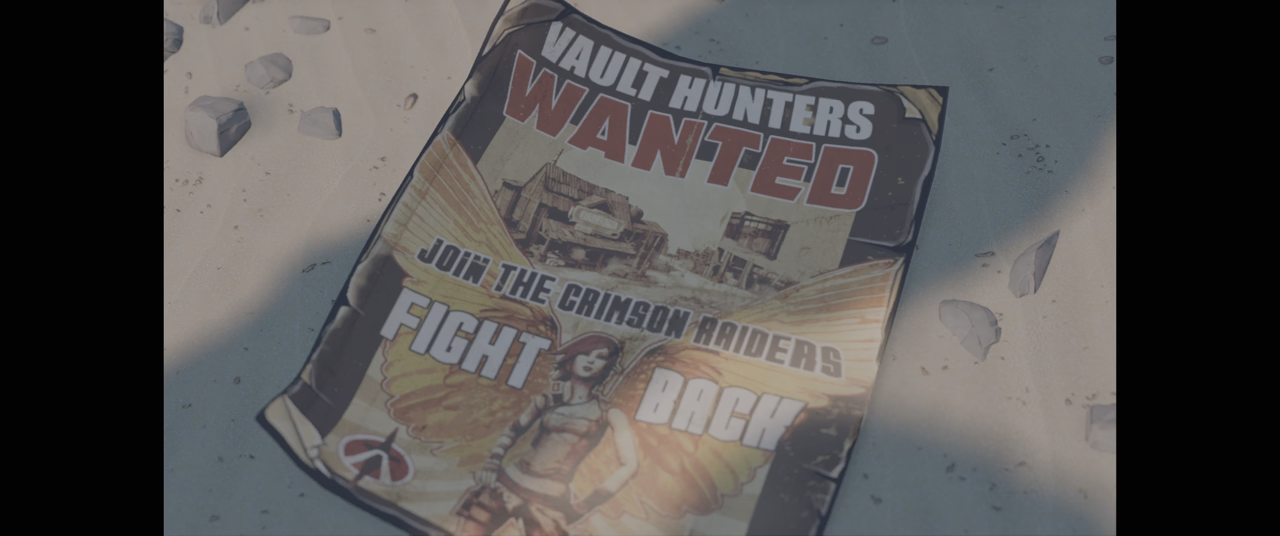 VAULT HUNTERS
WANTED
JOIN THE CRIMSON RAIDERS
FIGHT BACK